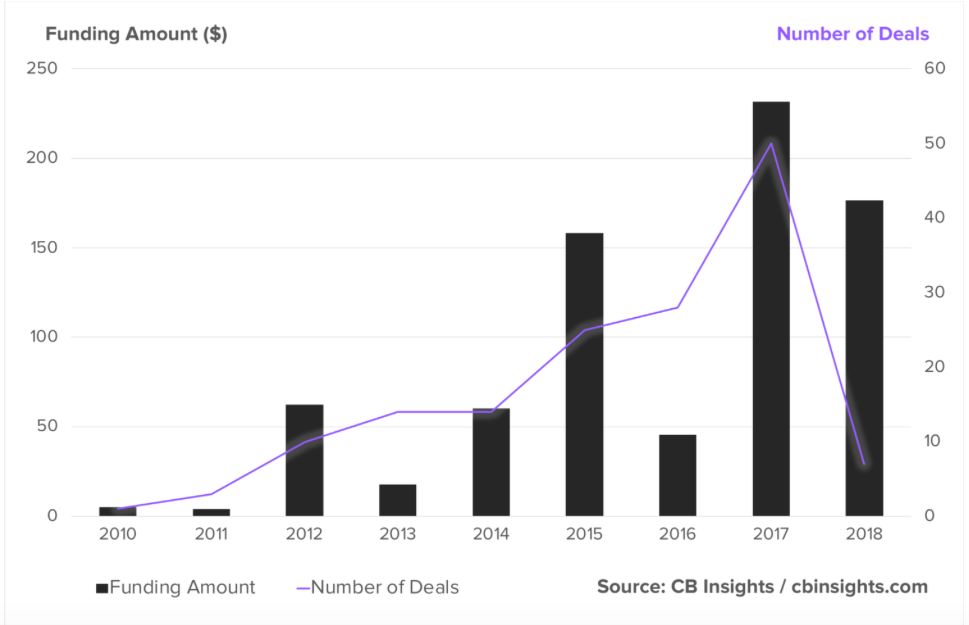 Funding Amount ($)
Number of Deals
250
200
150
100
50
0
60
50
40
30
20
10
0
2010 2011 2012 2013 2014 2015 2016 2017 2018
Funding Amount
Number of Deals
Source: CB Insights / cbinsights.com